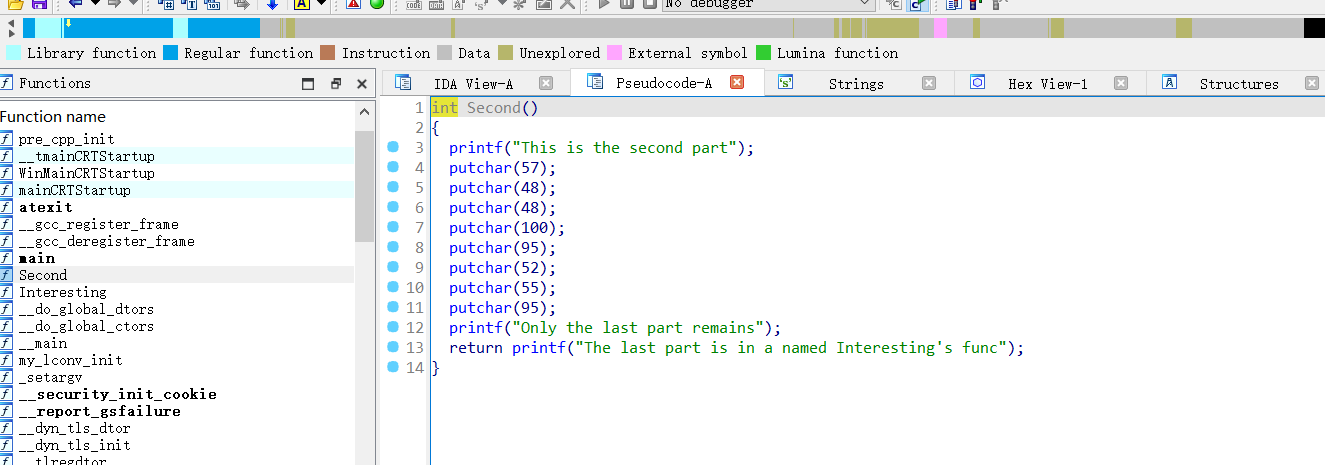 No debugger
Library function Regular function Instruction Data Unexplored External symbol Lumina function
Functions
IDA View-A Pseudocode-A Strings Hex View-1 Structures
Function name
pre_cpp_init
__tmainCRTStartup
WinMainCRTStartup
mainCRTStartup
atexit
__gcc_register_frame
__gcc_deregister_frame
main
Second
Interesting
__do_global_dtors
__do_global_ctors
__main
my_lconv_init
_setargv
__security_init_cookie
__report_gsfailure
__dyn_tls_dtor
__dyn_tls_init
__tlregdtor
1 int Second()
2 {
3 printf("This is the second part");
4 putchar(57);
5 putchar(48);
6 putchar(48);
7 putchar(100);
8 putchar(95);
9 putchar(52);
10 putchar(55);
11 putchar(95);
12 printf("Only the last part remains");
13 return printf("The last part is in a named Interesting's func");
14 }